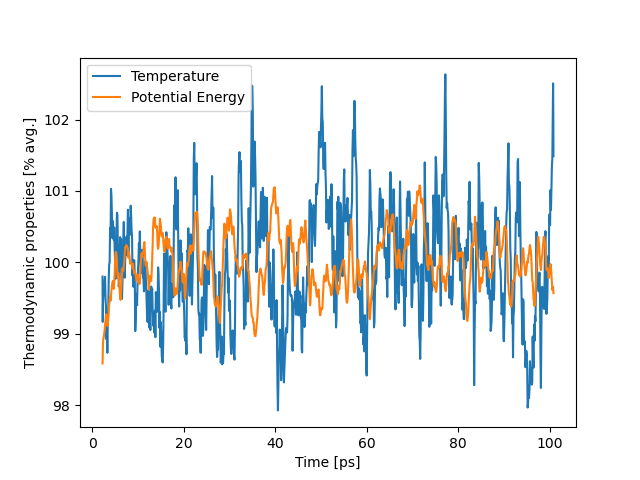 Temperature
Potential Energy
Thermodynamic properties [% avg.]
102
101
100
99
98
0 20 40 60 80 100
Time [ps]